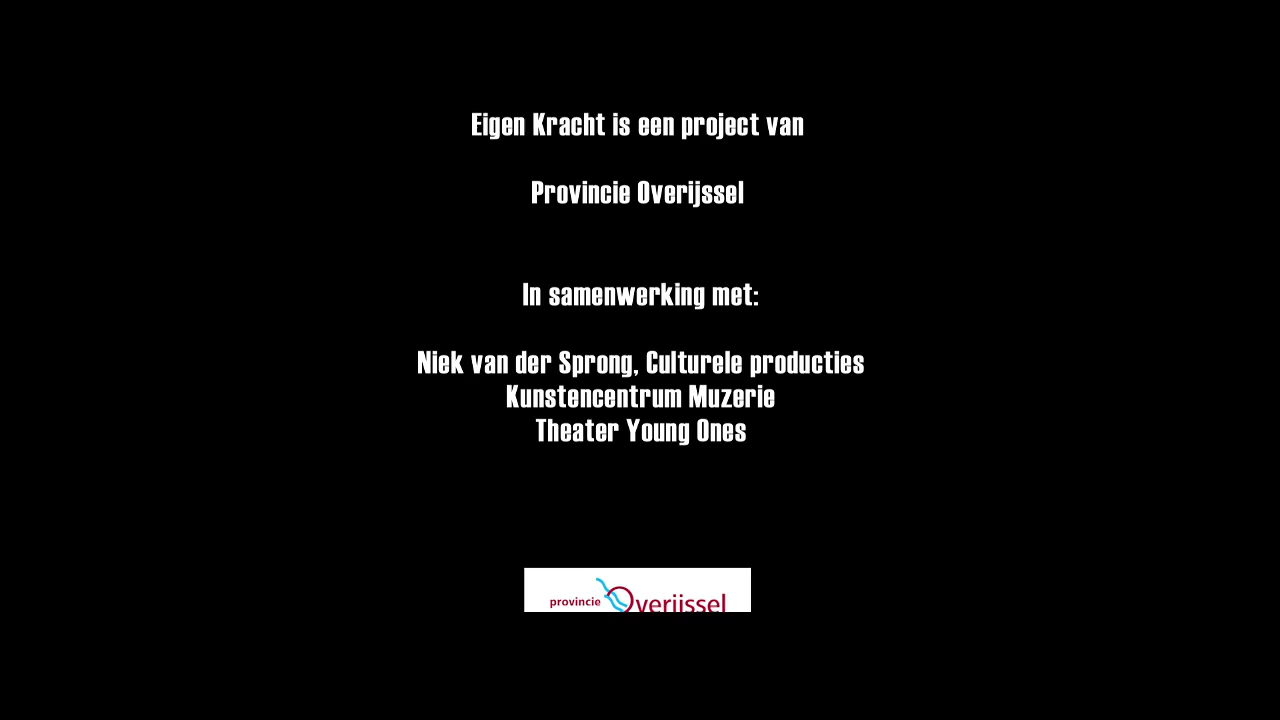 Eigen Kracht is een project van
Provincie Overijssel
In samenwerking met:
Niek van der Sprong, Culturele producties
Kunstencentrum Muzerie
Theater Young Ones
provincie Overijssel